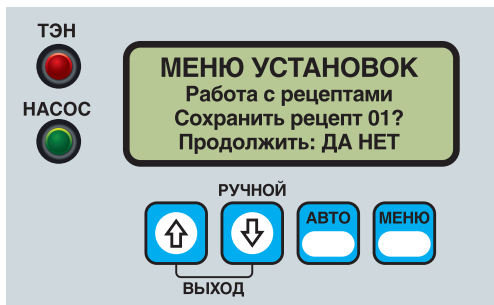 ТЭН
НАСОС
МЕНЮ УСТАНОВОК
Работа с рецептами
Сохранить рецепт 01?
Продолжить: ДА НЕТ
РУЧНОЙ
АВТО
МЕНЮ
ВЫХОД